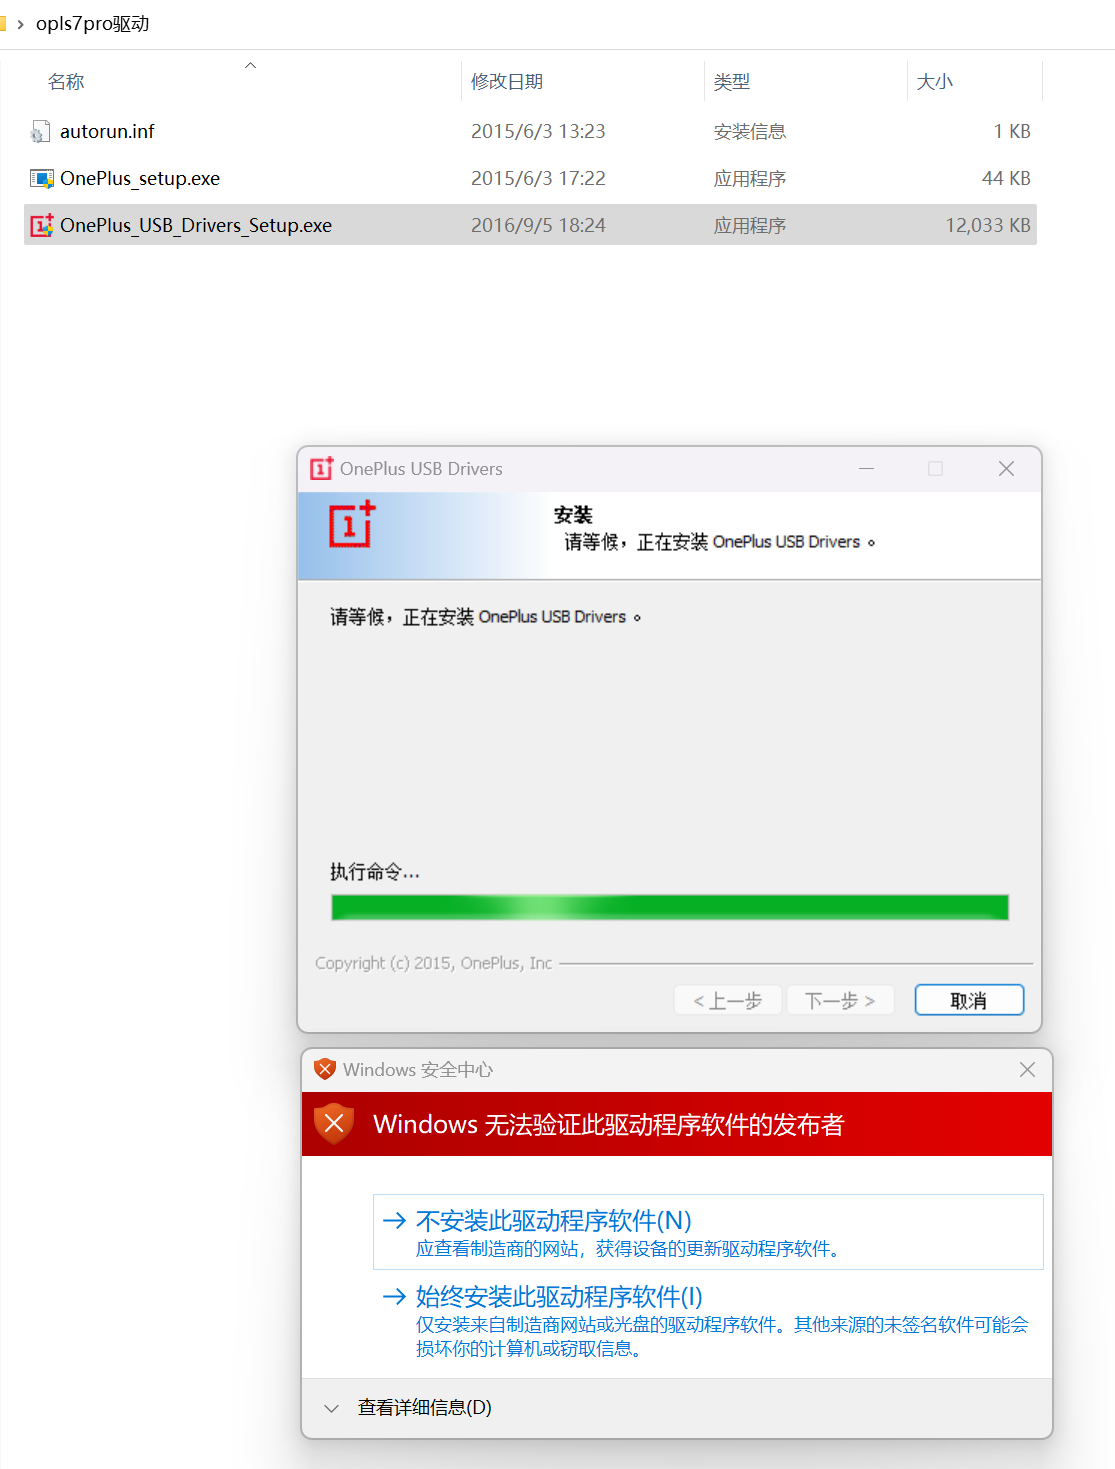 opls7pro驱动
名称 修改日期 类型 大小
autorun.inf 2015/6/3 13:23 安装信息 1 KB
OnePlus_setup.exe 2015/6/3 17:22 应用程序 44 KB
OnePlus_USB_Drivers_Setup.exe 2016/9/5 18:24 应用程序 12,033 KB
OnePlus USB Drivers
安装
请等候，正在安装 OnePlus USB Drivers 。
请等候，正在安装 OnePlus USB Drivers 。
执行命令...
Copyright (c) 2015, OnePlus, Inc
< 上一步 下一步 > 取消
Windows 安全中心
Windows 无法验证此驱动程序软件的发布者
不安装此驱动程序软件(N)
应查看制造商的网站，获得设备的更新驱动程序软件。
始终安装此驱动程序软件(I)
仅安装来自制造商网站或光盘的驱动程序软件。其他来源的未签名软件可能会
损坏你的计算机或窃取信息。
查看详细信息(D)